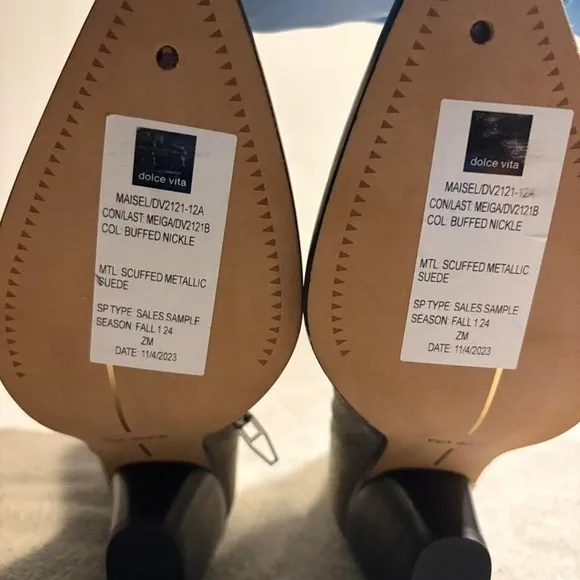 dolce vita
MAISEL/DV2121-12A
CON/LAST: MEIGA/DV2121B
COL: BUFFED NICKLE
MTL: SCUFFED METALLIC
SUEDE
SP TYPE: SALES SAMPLE
SEASON: FALL 1 24
ZM
DATE: 11/4/2023
dolce vita
MAISEL/DV2121-12A
CON/LAST: MEIGA/DV2121B
COL: BUFFED NICKLE
MTL: SCUFFED METALLIC
SUEDE
SP TYPE: SALES SAMPLE
SEASON: FALL 1 24
ZM
DATE: 11/4/2023